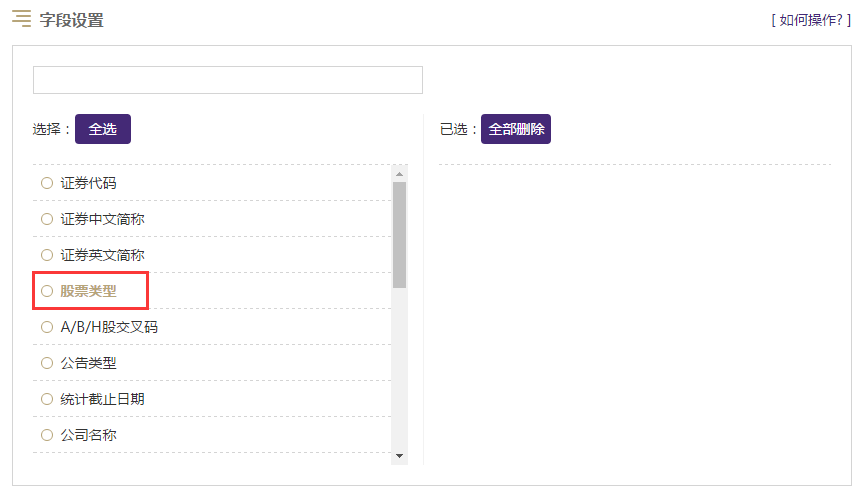 字段设置
[ 如何操作? ]
选择：
全选
已选：
全部删除
证券代码
证券中文简称
证券英文简称
股票类型
A/B/H股交叉码
公告类型
统计截止日期
公司名称